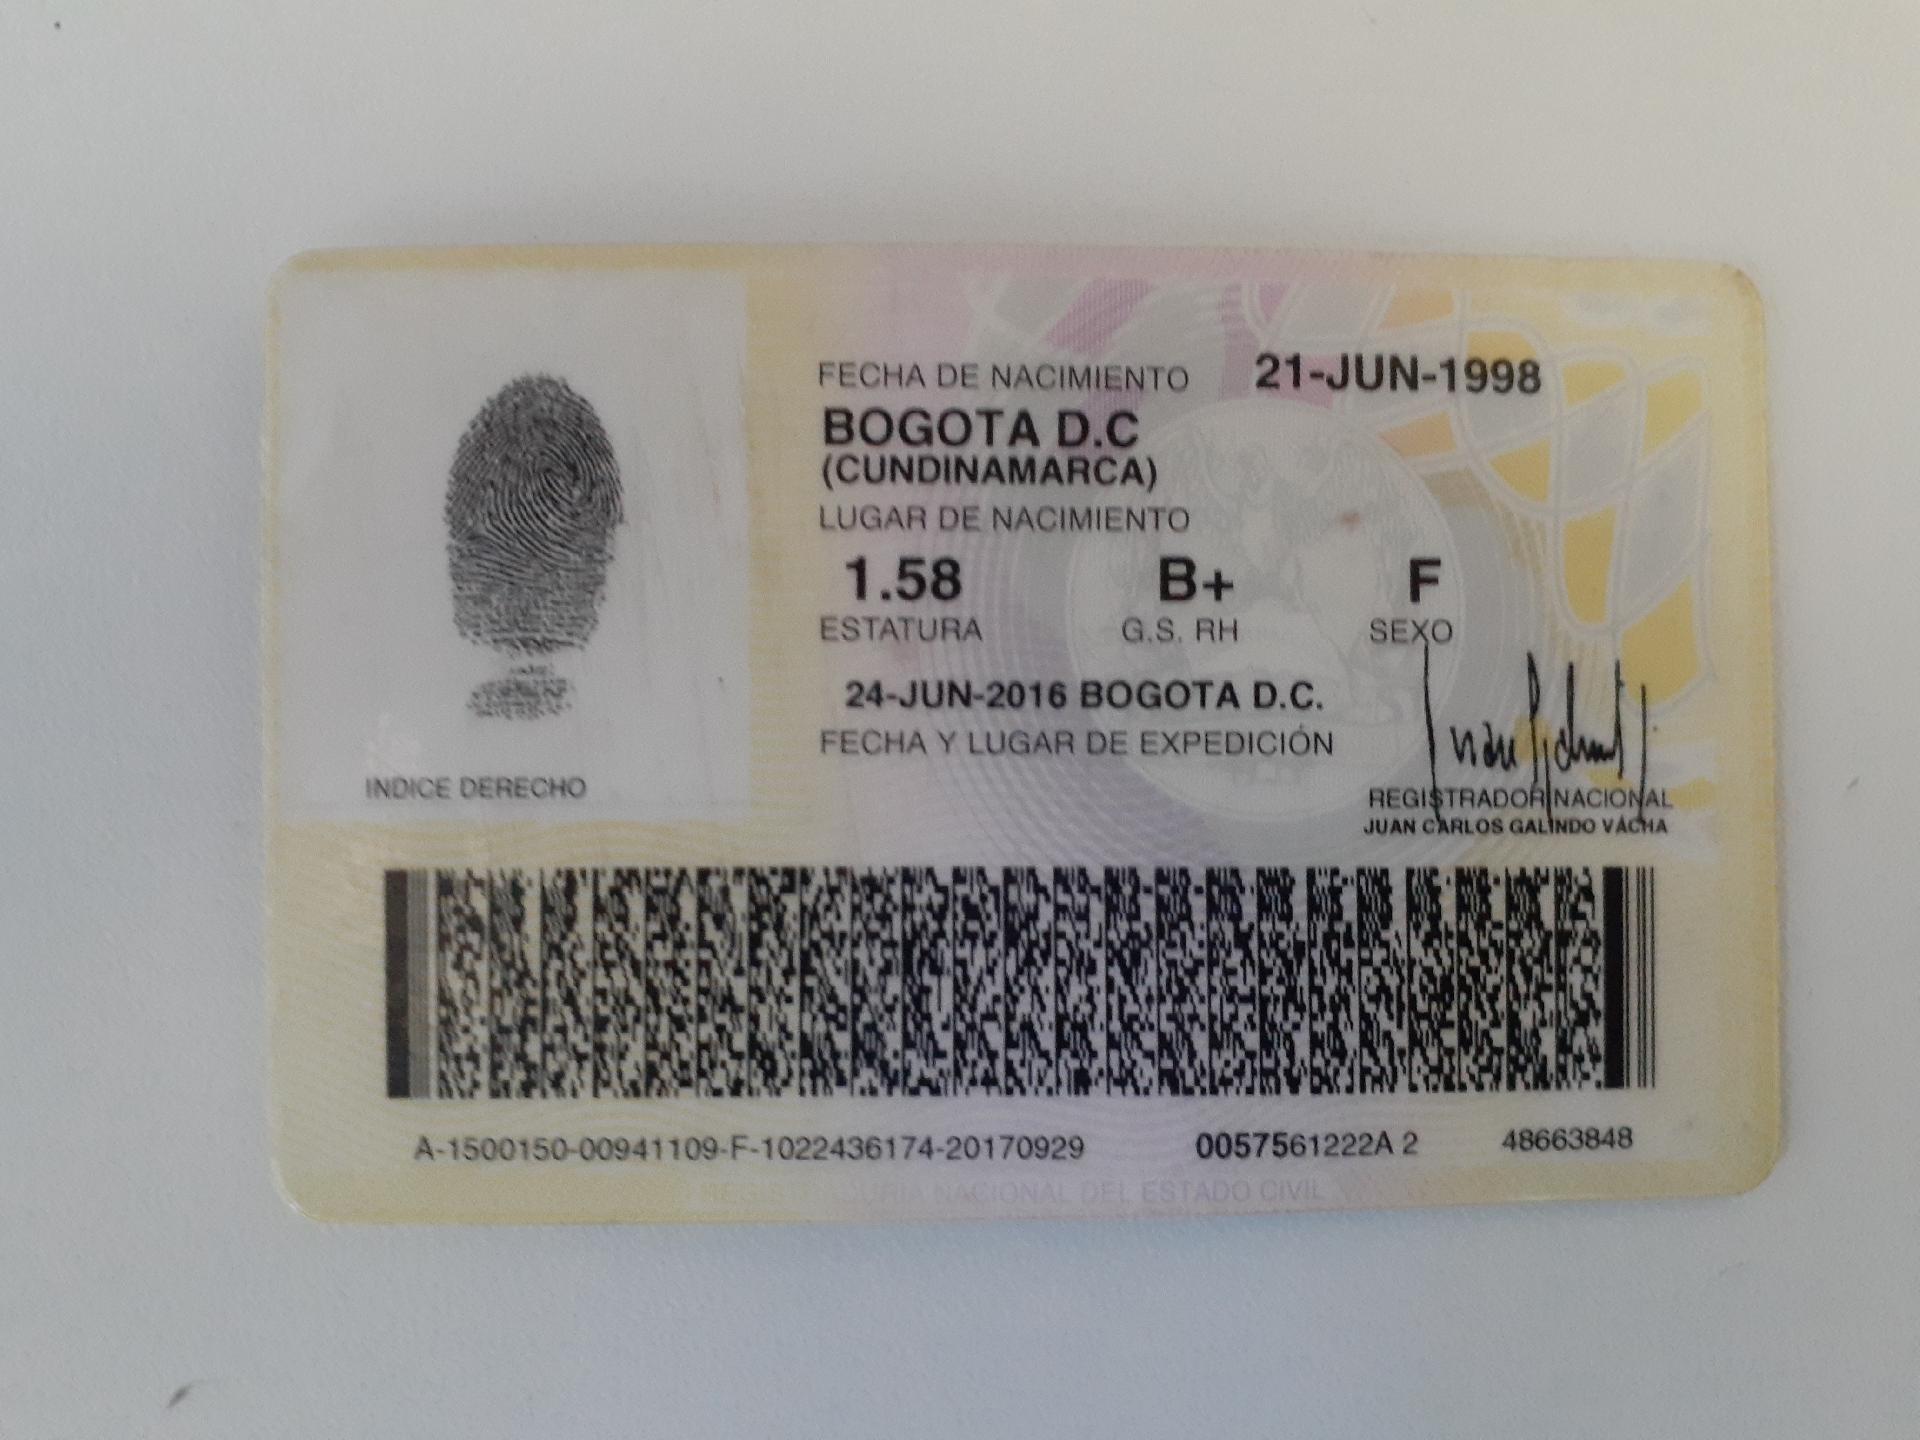 FECHA DE NACIMIENTO 21-JUN-1998
BOGOTA D.C
(CUNDINAMARCA)
LUGAR DE NACIMIENTO
1.58 B+ F
ESTATURA G.S. RH SEXO
24-JUN-2016 BOGOTA D.C.
FECHA Y LUGAR DE EXPEDICIÓN
INDICE DERECHO
REGISTRADOR NACIONAL
JUAN CARLOS GALINDO VÁCHA
A-1500150-00941109-F-1022436174-20170929 0057561222A 2 48663848
REGISTRADURIA NACIONAL DEL ESTADO CIVIL